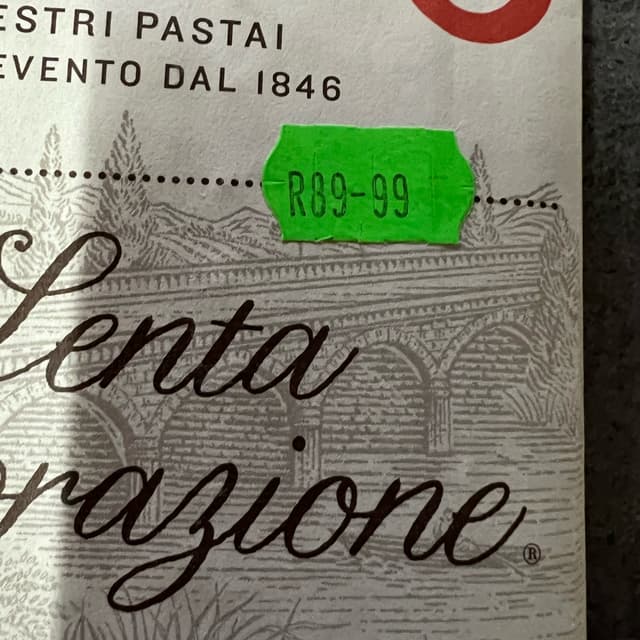 ESTRI PASTAI
EVENTO DAL 1846
R89-99
Lenta
orazione®